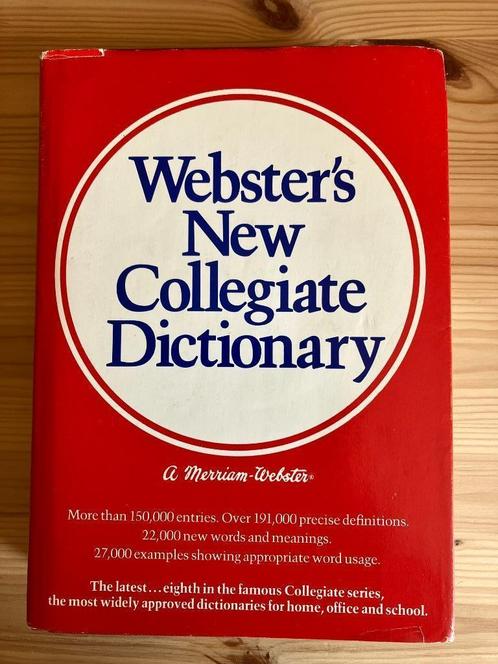 Webster's
New
Collegiate
Dictionary
a Merriam-Webster®
More than 150,000 entries. Over 191,000 precise definitions.
22,000 new words and meanings.
27,000 examples showing appropriate word usage.
The latest...eighth in the famous Collegiate series,
the most widely approved dictionaries for home, office and school.